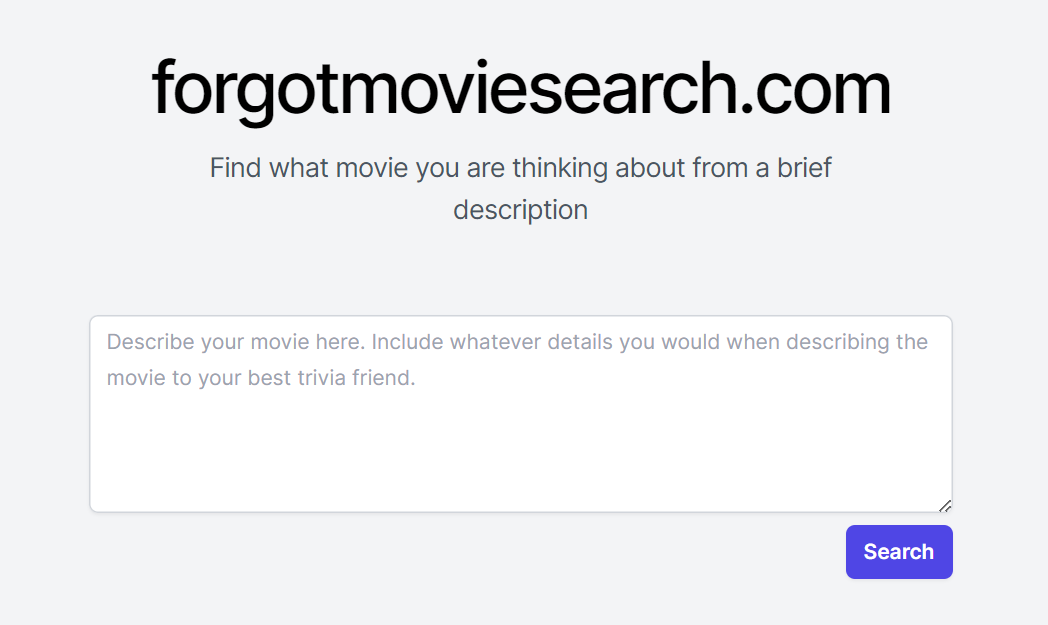 forgotmoviesearch.com
Find what movie you are thinking about from a brief
description
Describe your movie here. Include whatever details you would when describing the
movie to your best trivia friend.
Search